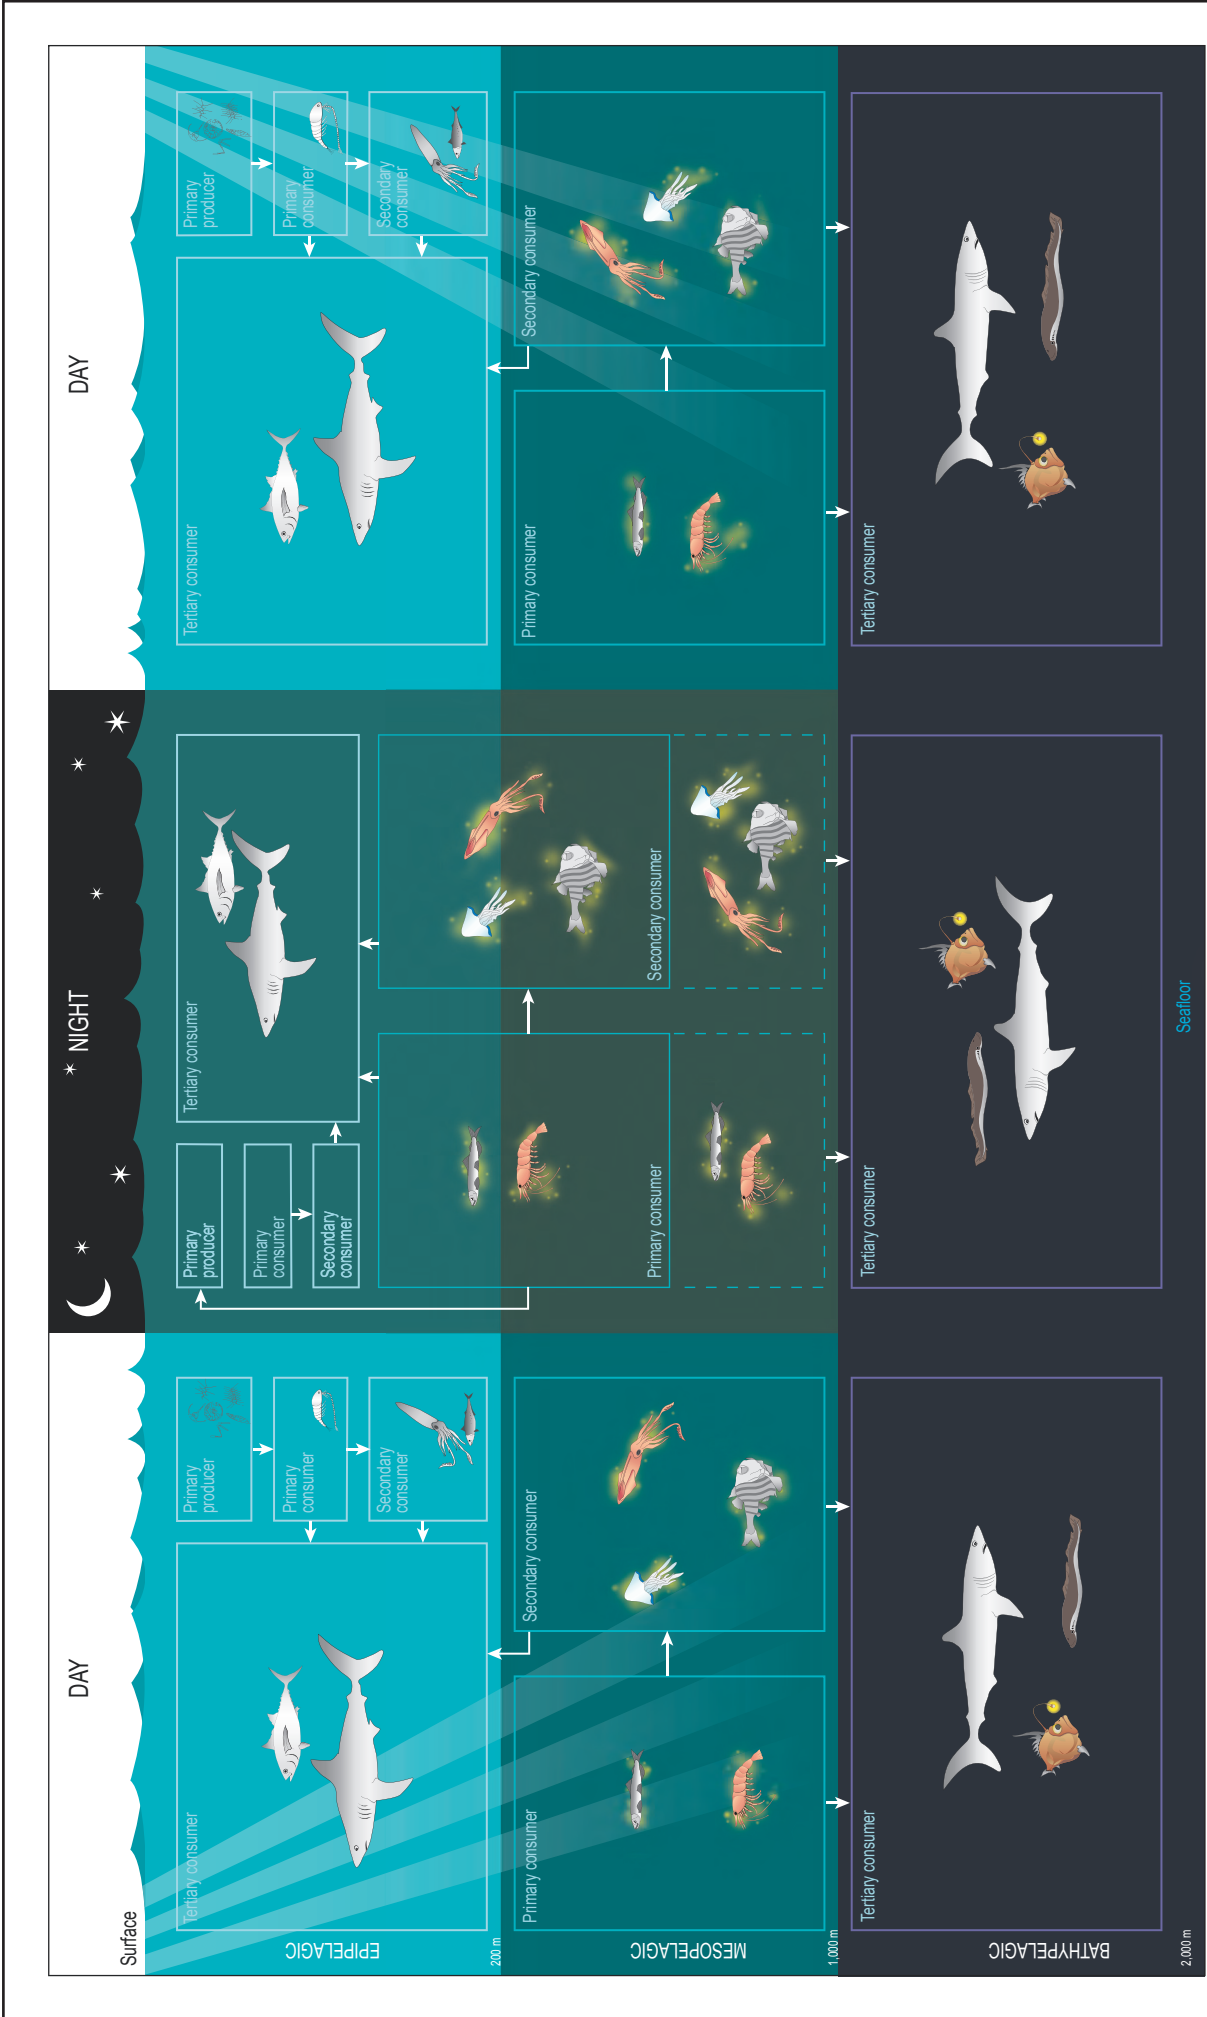 DAY
NIGHT
DAY
Surface
EPIPELAGIC
200 m
MESOPELAGIC
1,000 m
BATHYPELAGIC
2,000 m
Tertiary consumer
Primary
producer
Primary
consumer
Secondary
consumer
Primary consumer
Secondary consumer
Tertiary consumer
Primary
producer
Primary
consumer
Secondary
consumer
Tertiary consumer
Primary consumer
Secondary consumer
Tertiary consumer
Tertiary consumer
Primary
producer
Primary
consumer
Secondary
consumer
Primary consumer
Secondary consumer
Tertiary consumer
Seafloor